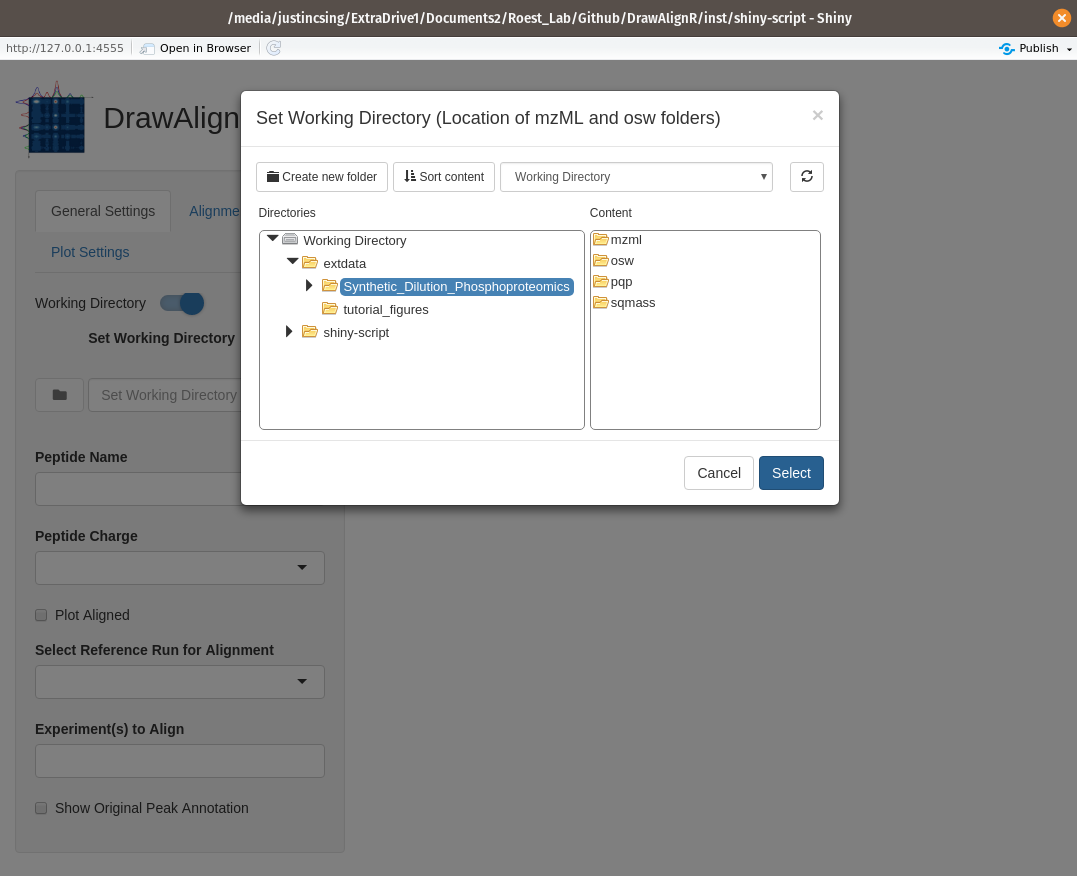 /media/justincsing/ExtraDrive1/Documents2/Roest_Lab/Github/DrawAlignR/inst/shiny-script - Shiny
http://127.0.0.1:4555 Open in Browser Publish
DrawAlign
Set Working Directory (Location of mzML and osw folders)
×
Create new folder Sort content Working Directory
Directories Content
Working Directory
extdata
Synthetic_Dilution_Phosphoproteomics
tutorial_figures
shiny-script
mzml
osw
pqp
sqmass
Cancel Select
General Settings Alignme
Plot Settings
Working Directory
Set Working Directory
Set Working Directory
Peptide Name
Peptide Charge
Plot Aligned
Select Reference Run for Alignment
Experiment(s) to Align
Show Original Peak Annotation